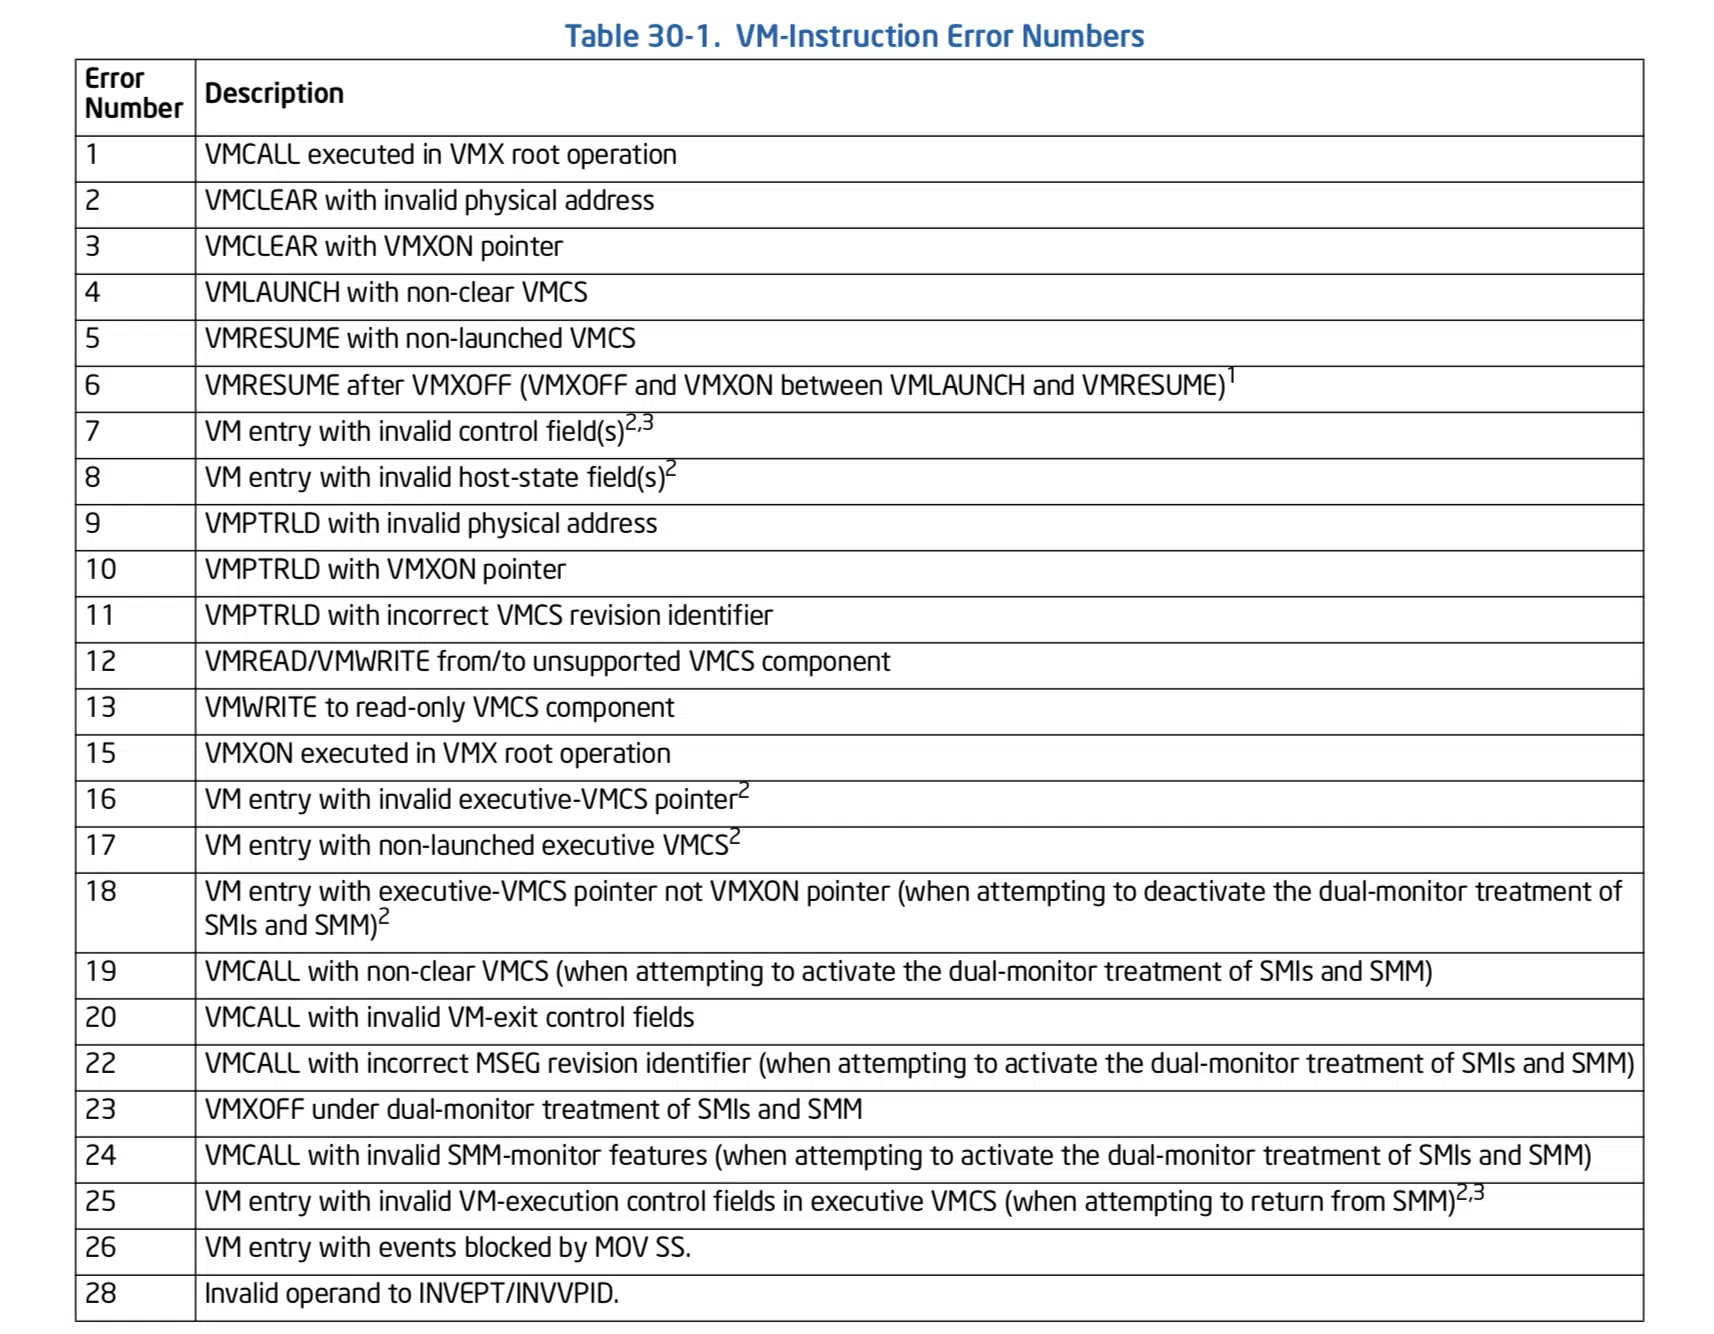 Table 30-1. VM-Instruction Error Numbers
Error
Number
Description
1 VMCALL executed in VMX root operation
2 VMCLEAR with invalid physical address
3 VMCLEAR with VMXON pointer
4 VMLAUNCH with non-clear VMCS
5 VMRESUME with non-launched VMCS
6 VMRESUME after VMXOFF (VMXOFF and VMXON between VMLAUNCH and VMRESUME)1
7 VM entry with invalid control field(s)2,3
8 VM entry with invalid host-state field(s)2
9 VMPTRLD with invalid physical address
10 VMPTRLD with VMXON pointer
11 VMPTRLD with incorrect VMCS revision identifier
12 VMREAD/VMWRITE from/to unsupported VMCS component
13 VMWRITE to read-only VMCS component
15 VMXON executed in VMX root operation
16 VM entry with invalid executive-VMCS pointer2
17 VM entry with non-launched executive VMCS2
18 VM entry with executive-VMCS pointer not VMXON pointer (when attempting to deactivate the dual-monitor treatment of
SMIs and SMM)2
19 VMCALL with non-clear VMCS (when attempting to activate the dual-monitor treatment of SMIs and SMM)
20 VMCALL with invalid VM-exit control fields
22 VMCALL with incorrect MSEG revision identifier (when attempting to activate the dual-monitor treatment of SMIs and SMM)
23 VMXOFF under dual-monitor treatment of SMIs and SMM
24 VMCALL with invalid SMM-monitor features (when attempting to activate the dual-monitor treatment of SMIs and SMM)
25 VM entry with invalid VM-execution control fields in executive VMCS (when attempting to return from SMM)2,3
26 VM entry with events blocked by MOV SS.
28 Invalid operand to INVEPT/INVVPID.